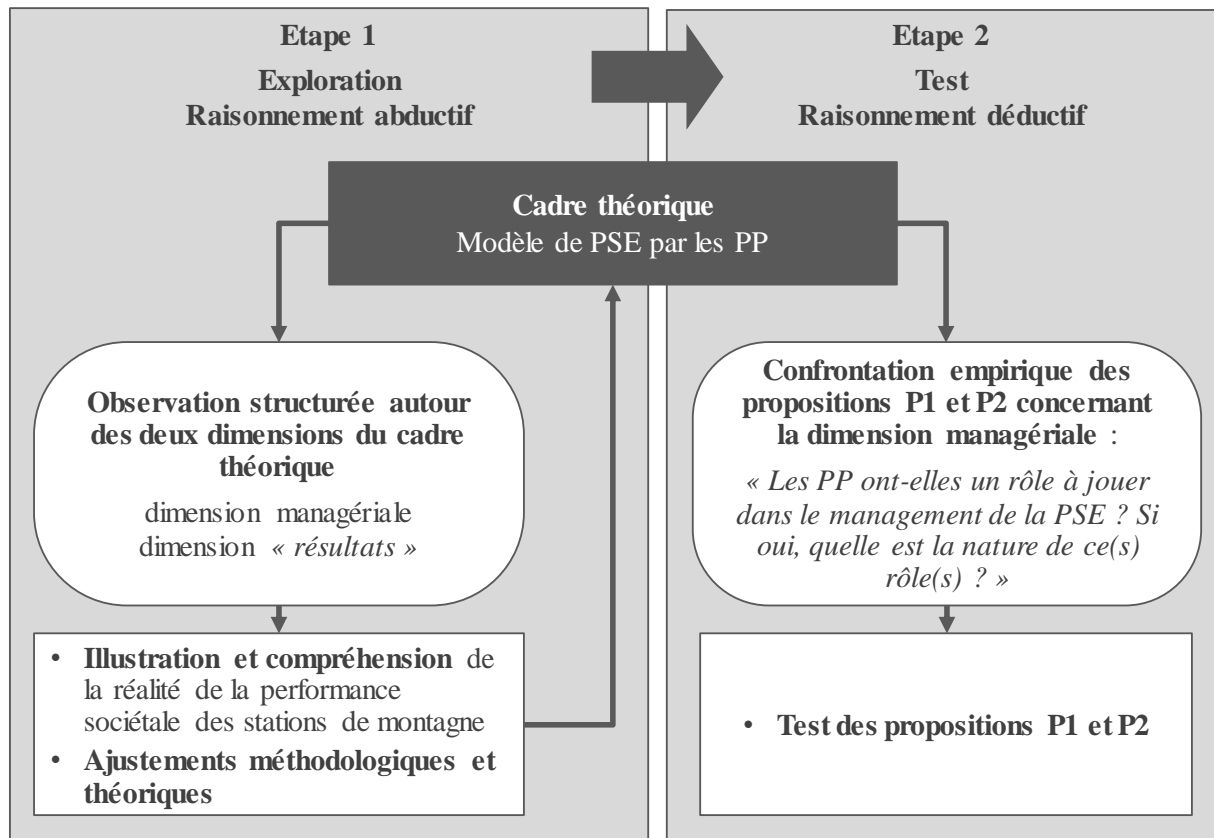 Etape 1
Exploration
Raisonnement abductif
Etape 2
Test
Raisonnement déductif
Cadre théorique
Modèle de PSE par les PP
Observation structurée autour
des deux dimensions du cadre
théorique
dimension managériale
dimension « résultats »
• Illustration et compréhension de
la réalité de la performance
sociétale des stations de montagne
• Ajustements méthodologiques et
théoriques
Confrontation empirique des
propositions P1 et P2 concernant
la dimension managériale :
« Les PP ont-elles un rôle à jouer
dans le management de la PSE ? Si
oui, quelle est la nature de ce(s)
rôle(s) ? »
• Test des propositions P1 et P2